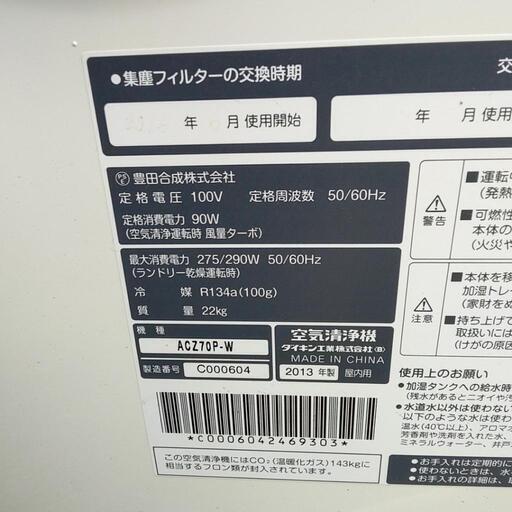 ●集塵フィルターの交換時期
交
年 月使用開始
年 月使用
豊田合成株式会社
定格電圧 100V 定格周波数 50/60Hz
定格消費電力 90W
(空気清浄運転時 風量ターボ)
最大消費電力 275/290W 50/60Hz
(ランドリー乾燥運転時)
冷 媒 R134a(100g)
質 量 22kg
機種 ACZ70P-W
製造番号 C000604
空気清浄機
ダイキン工業株式会社
MADE IN CHINA
2013年製 屋内用
*C0006042469303*
この空気清浄機にはCO₂(温暖化ガス)143kgに
相当するフロン類が封入されています。
警告
■運転中
(発熱
■可燃性
本体の
(火災や
注意
■本体を移
加湿トレー
(家財をぬ
■持ち上げて
取扱いには
(けがの原因
使用上のお願い
●加湿タンクへの給水時
(残水があるとニオイや汚
●水道水以外は使わない
以下のような水は使わ
温水(40℃以上)、アロマオ
芳香剤や洗剤を入れた水、
ミネラルウォーター、井戸
●お手入れは定期的に
お手入れの詳細は、取